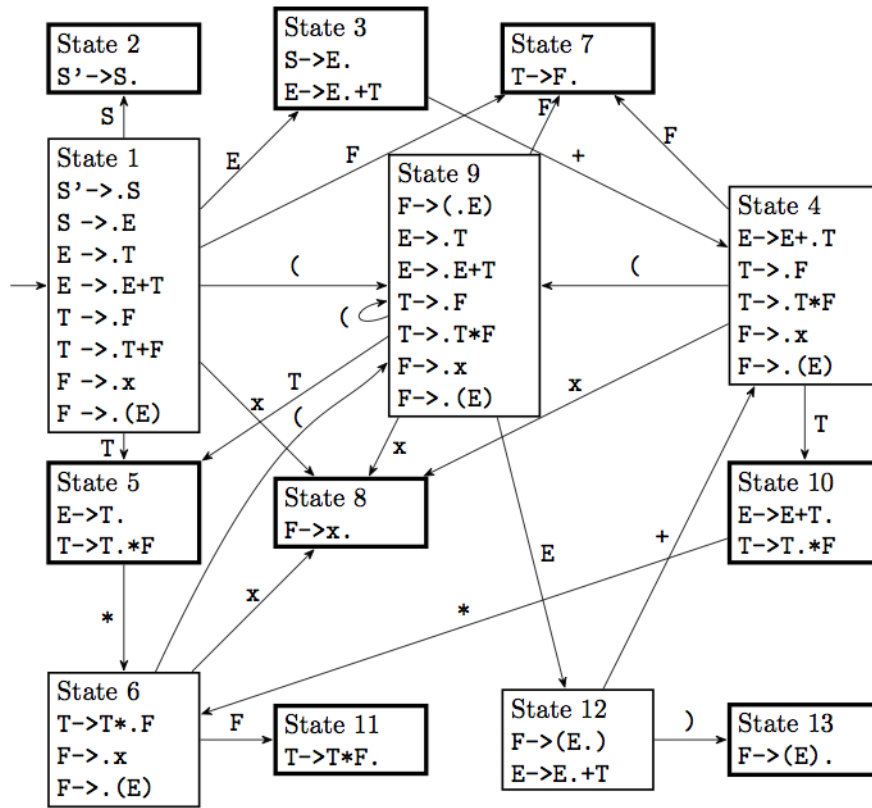 State 2
S'->S.
State 3
S->E.
E->E.+T
State 7
T->F.
S
E
F
F
F
+
State 1
S'->.S
S ->.E
E ->.T
E ->.E+T
T ->.F
T ->.T+F
F ->.x
F ->.(E)
(
State 9
F->(.E)
E->.T
E->.E+T
T->.F
T->.T*F
F->.x
F->.(E)
(
(
State 4
E->E+.T
T->.F
T->.T*F
F->.x
F->.(E)
T
x
(
x
x
T
T
State 5
E->T.
T->T.*F
State 8
F->x.
State 10
E->E+T.
T->T.*F
*
x
E
+
*
State 6
T->T*.F
F->.x
F->.(E)
F
State 11
T->T*F.
State 12
F->(E.)
E->E.+T
)
State 13
F->(E).